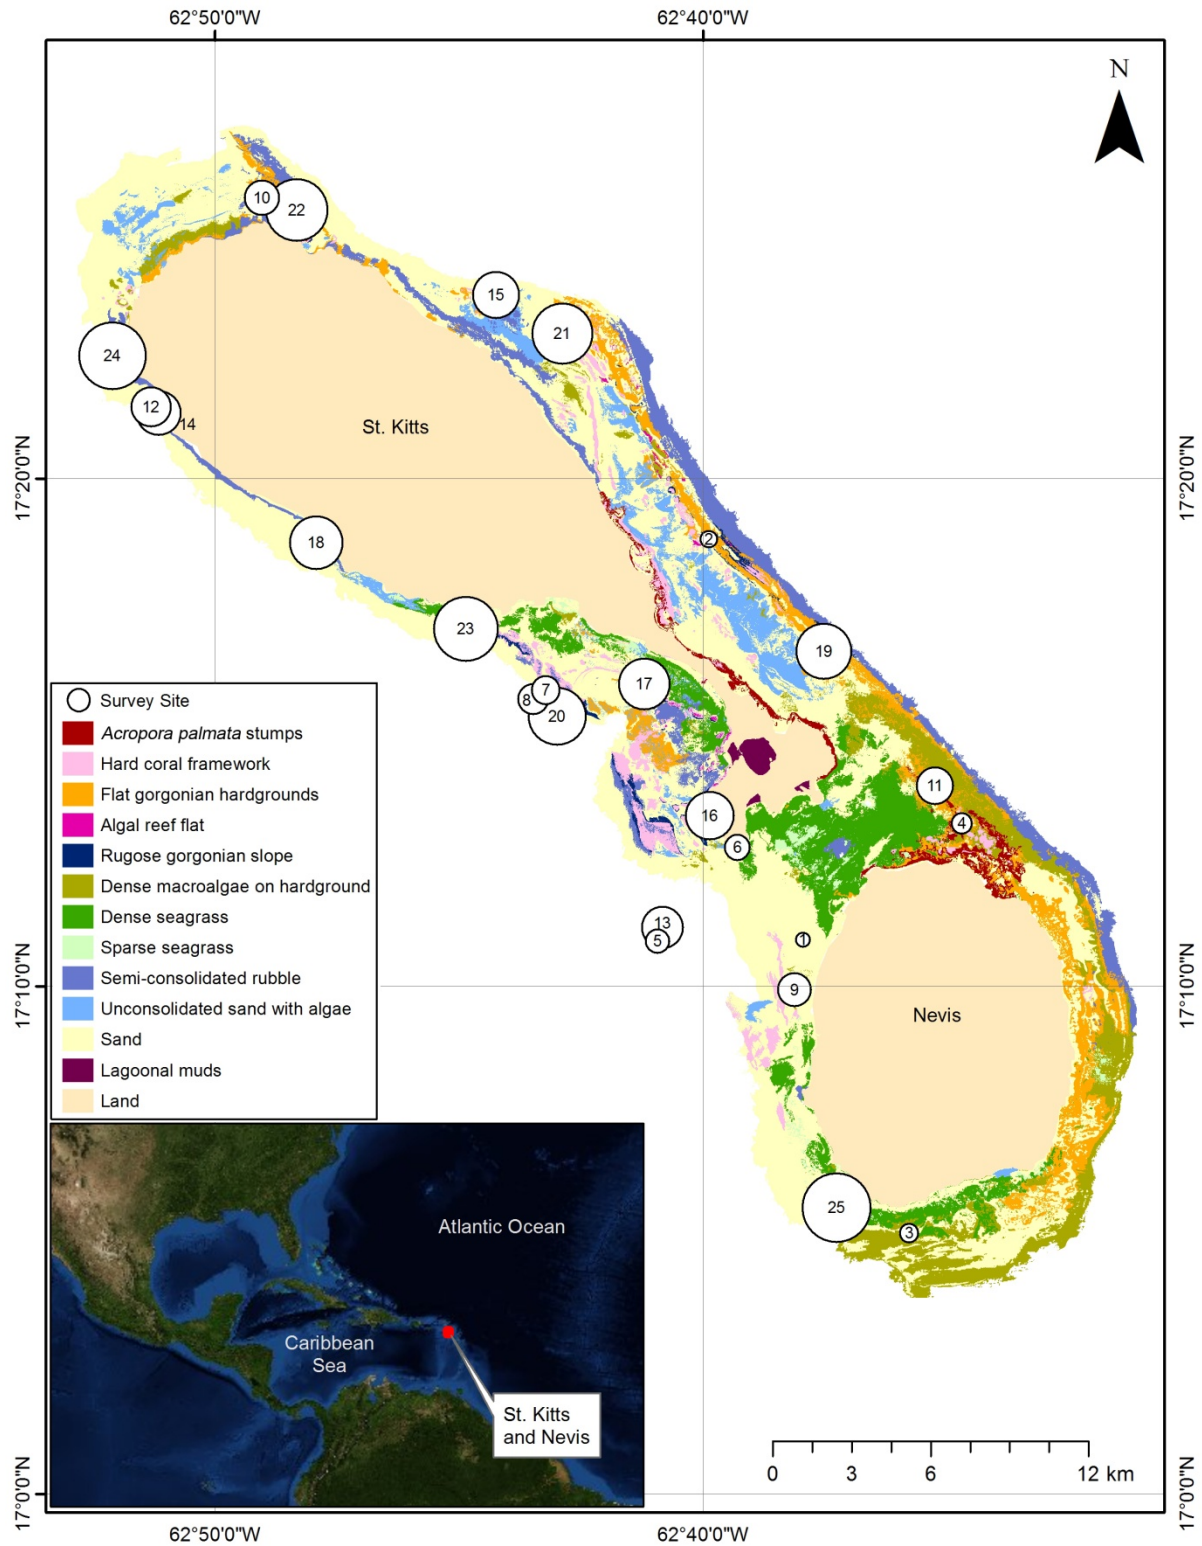 62°50'0"W
62°40'0"W
N
10
22
15
21
24
12
14
St. Kitts
17°20'0"N
17°20'0"N
2
18
23
19
17
7
8
20
11
16
4
6
13
5
1
9
17°10'0"N
17°10'0"N
Nevis
25
3
Survey Site
Acropora palmata stumps
Hard coral framework
Flat gorgonian hardgrounds
Algal reef flat
Rugose gorgonian slope
Dense macroalgae on hardground
Dense seagrass
Sparse seagrass
Semi-consolidated rubble
Unconsolidated sand with algae
Sand
Lagoonal muds
Land
Atlantic Ocean
Caribbean
Sea
St. Kitts
and Nevis
0 3 6 12 km
17°0'0"N
17°0'0"N
62°50'0"W
62°40'0"W